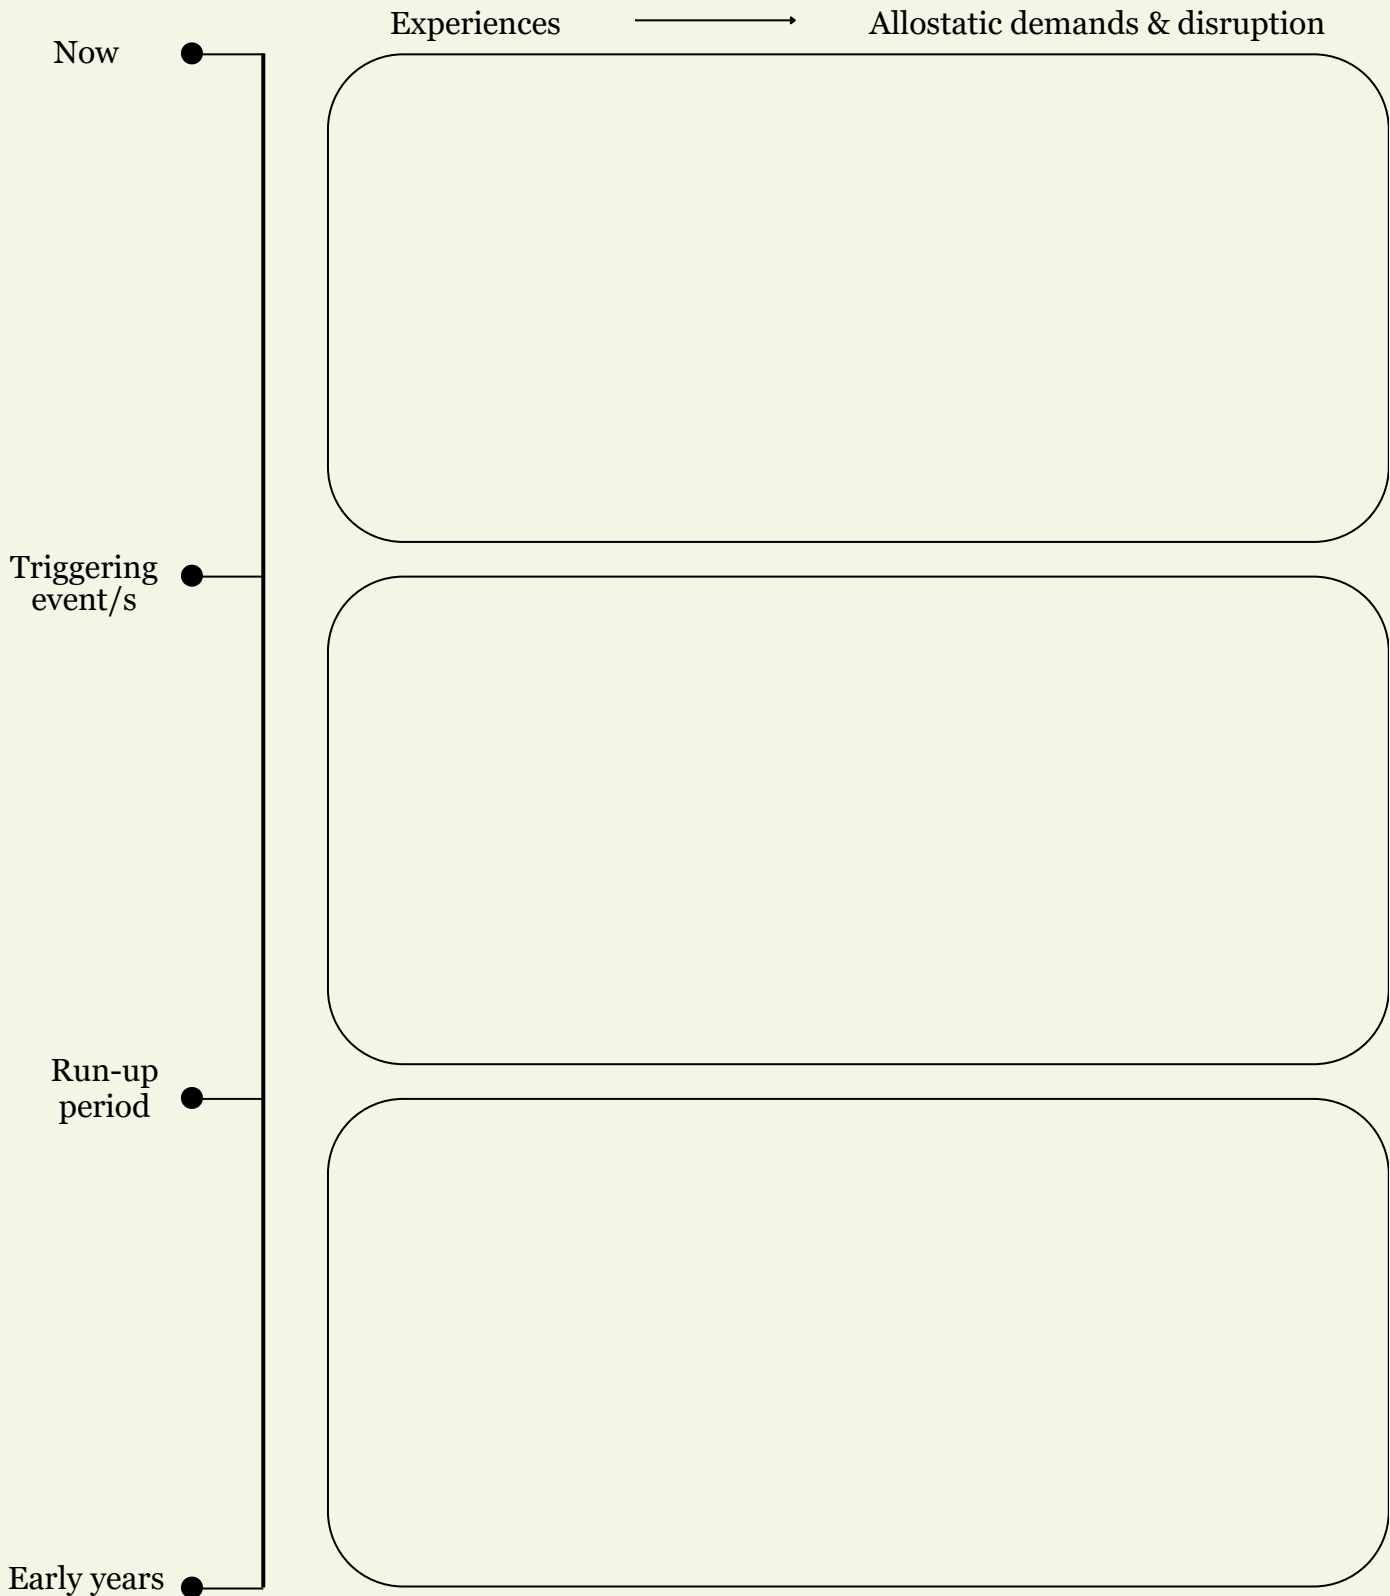 Experiences
Allostatic demands & disruption
Now
Triggering
event/s
Run-up
period
Early years